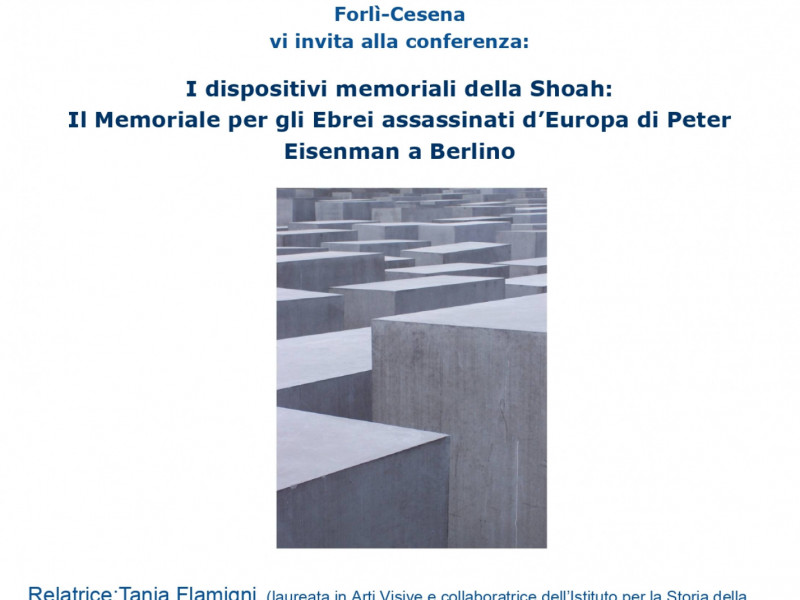 Forlì-Cesena
vi invita alla conferenza:
I dispositivi memoriali della Shoah:
Il Memoriale per gli Ebrei assassinati d’Europa di Peter
Eisenman a Berlino
Relatrice:Tania Flamigni (laureata in Arti Visive e collaboratrice dell’Istituto per la Storia della